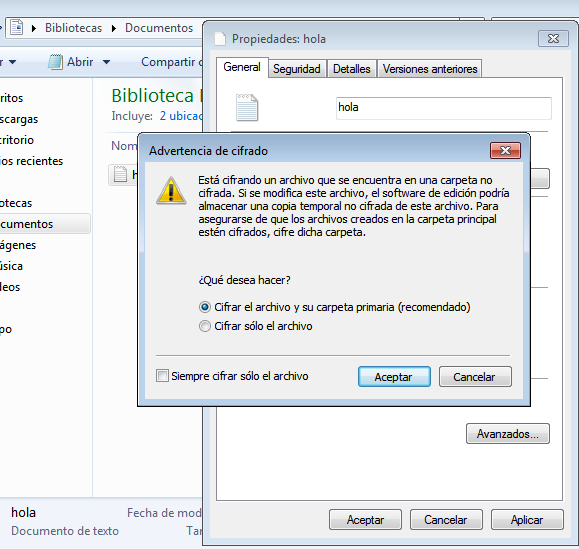 Bibliotecas
Documentos
Abrir
Compartir c
Biblioteca
Incluye: 2 ubicac
Nom
ritos
scargas
critorio
ios recientes
otecas
cumentos
ágenes
úsica
deos
po
Propiedades: hola
General
Seguridad
Detalles
Versiones anteriores
hola
Advertencia de cifrado
Está cifrando un archivo que se encuentra en una carpeta no
cifrada. Si se modifica este archivo, el software de edición podría
almacenar una copia temporal no cifrada de este archivo. Para
asegurarse de que los archivos creados en la carpeta principal
estén cifrados, cifre dicha carpeta.
¿Qué desea hacer?
Cifrar el archivo y su carpeta primaria (recomendado)
Cifrar sólo el archivo
Siempre cifrar sólo el archivo
Aceptar
Cancelar
Avanzados...
Aceptar
Cancelar
Aplicar
hola
Fecha de mod
Documento de texto
Tam